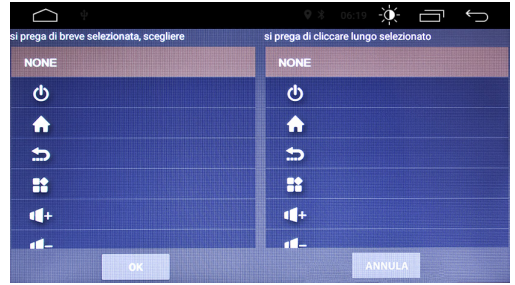 06:19
si prega di breve selezionata, scegliere
si prega di cliccare lungo selezionato
NONE
NONE
OK
ANNULA